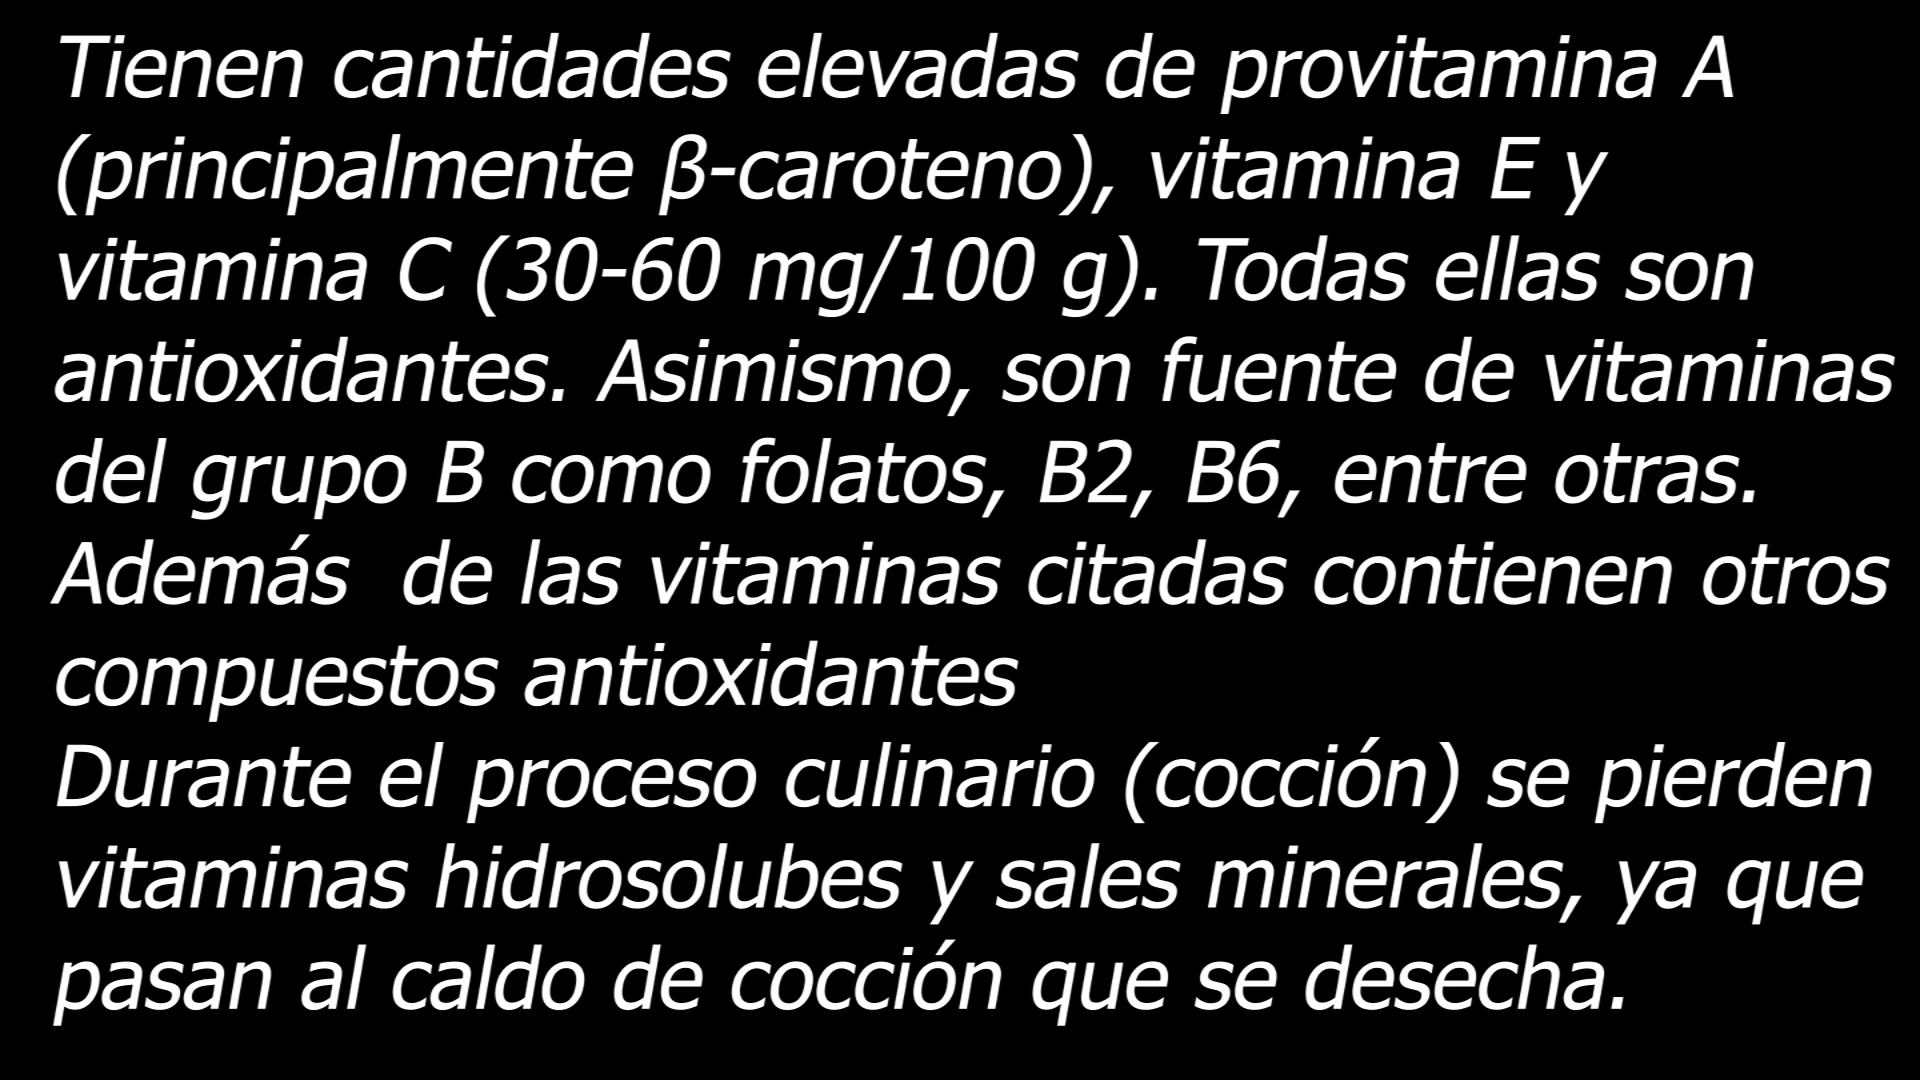 Tienen cantidades elevadas de provitamina A
(principalmente β-caroteno), vitamina E y
vitamina C (30-60 mg/100 g). Todas ellas son
antioxidantes. Asimismo, son fuente de vitaminas
del grupo B como folatos, B2, B6, entre otras.
Además  de las vitaminas citadas contienen otros
compuestos antioxidantes
Durante el proceso culinario (cocción) se pierden
vitaminas hidrosolubes y sales minerales, ya que
pasan al caldo de cocción que se desecha.